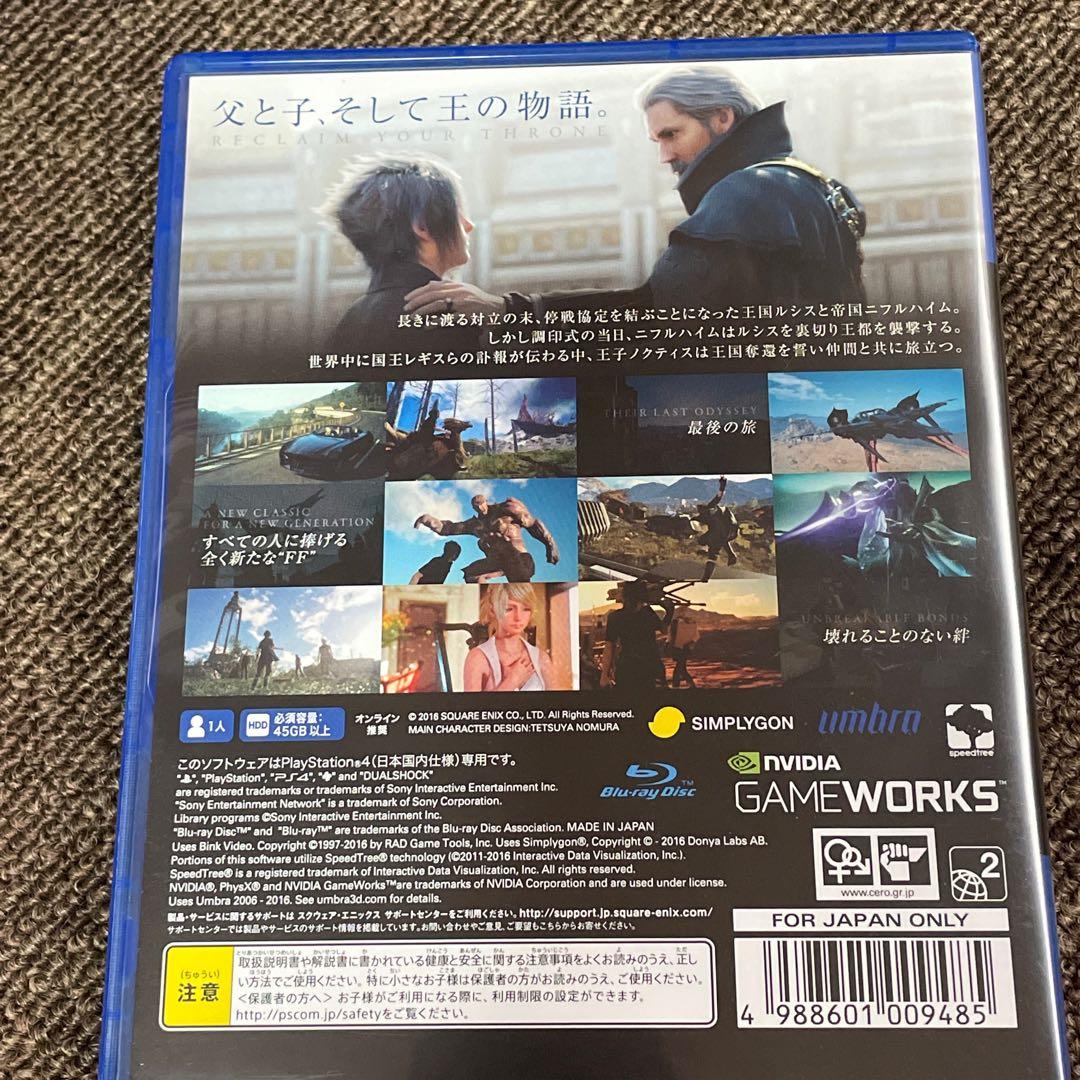 父と子、そして王の物語。
RECLAIM YOUR THRONE
長きに渡る対立の末、停戦協定を結ぶことになった王国ルシスと帝国ニフルハイム。
しかし調印式の当日、ニフルハイムはルシスを裏切り王都を襲撃する。
世界中に国王レギスらの訃報が伝わる中、王子ノクティスは王国奪還を誓い仲間と共に旅立つ。
THEIR LAST ODYSSEY
最後の旅
A NEW CLASSIC
FOR A NEW GENERATION
すべての人に捧げる
全く新たな“FF”
UNBREAKABLE BONDS
壊れることのない絆
1人
HDD 必須容量:
45GB以上
オンライン
推奨
© 2016 SQUARE ENIX CO., LTD. All Rights Reserved.
MAIN CHARACTER DESIGN:TETSUYA NOMURA
SIMPLYGON
umbra
speedtree
このソフトウェアはPlayStation®4(日本国内仕様)専用です。
"PlayStation", "PS4", and "DUALSHOCK"
are registered trademarks or trademarks of Sony Interactive Entertainment Inc.
"Sony Entertainment Network" is a trademark of Sony Corporation.
Library programs ©Sony Interactive Entertainment Inc.
"Blu-ray Disc™" and "Blu-ray™" are trademarks of the Blu-ray Disc Association. MADE IN JAPAN
Uses Bink Video. Copyright ©1997-2016 by RAD Game Tools, Inc. Uses Simplygon®, Copyright © - 2016 Donya Labs AB.
Portions of this software utilize SpeedTree® technology (©2011-2016 Interactive Data Visualization, Inc.).
SpeedTree® is a registered trademark of Interactive Data Visualization, Inc. All rights reserved.
NVIDIA®, PhysX® and NVIDIA GameWorks™are trademarks of NVIDIA Corporation and are used under license.
Uses Umbra 2006 - 2016. See umbra3d.com for details.
製品・サービスに関するサポートは スクウェア・エニックス サポートセンターをご利用ください。http://support.jp.square-enix.com/
サポートセンターでは製品やサービスのサポート情報を掲載しています。お問い合わせやご意見、ご要望もこちらからお寄せください。
Blu-ray Disc™
NVIDIA
GAMEWORKS™
www.cero.gr.jp
2
FOR JAPAN ONLY
(ちゅうい)
注意
取扱説明書や解説書に書かれている健康と安全に関する注意事項をよくお読みのうえ、正し
い方法でご使用ください。特に小さなお子様は保護者の方がお読みのうえ、ご使用ください。
<保護者の方へ> お子様がご利用になる際に、利用制限の設定ができます。
http://pscom.jp/safetyをご覧ください。
4 988601 009485